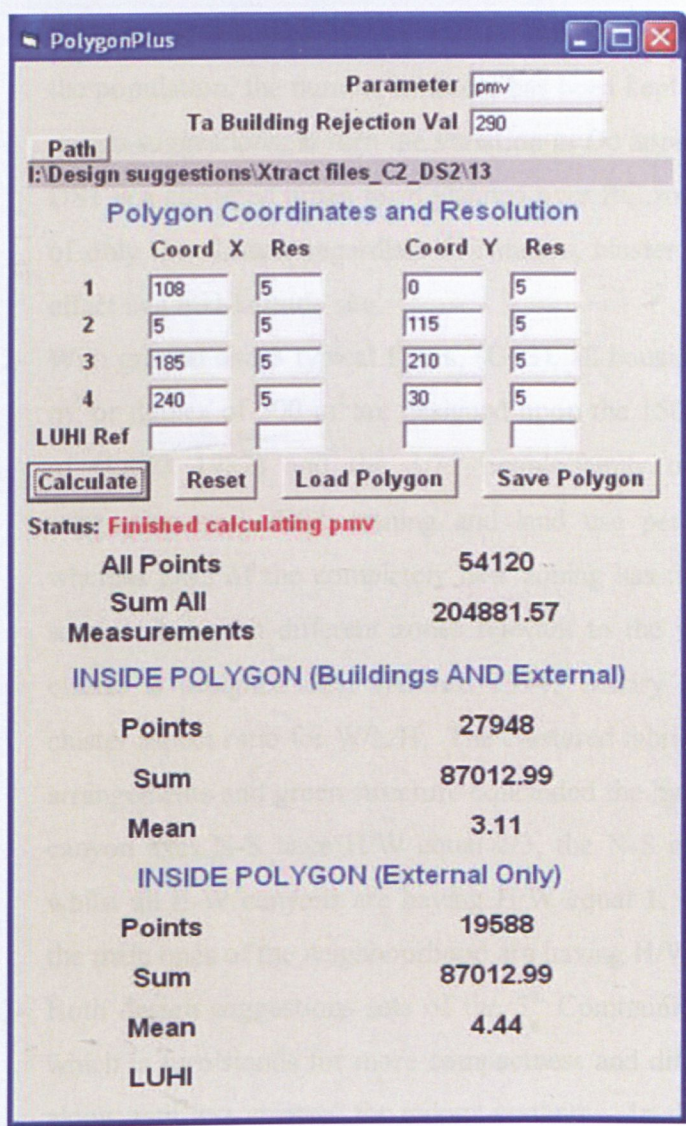 PolygonPlus
Parameter pmv
Ta Building Rejection Val 290
Path
I:\Design suggestions\Xtract files_C2_DS2\13
Polygon Coordinates and Resolution
Coord X Res Coord Y Res
1 108 5 0 5
2 5 5 115 5
3 185 5 210 5
4 240 5 30 5
LUHI Ref
Calculate Reset Load Polygon Save Polygon
Status: Finished calculating pmv
All Points 54120
Sum All
Measurements 204881.57
INSIDE POLYGON (Buildings AND External)
Points 27948
Sum 87012.99
Mean 3.11
INSIDE POLYGON (External Only)
Points 19588
Sum 87012.99
Mean 4.44
LUHI